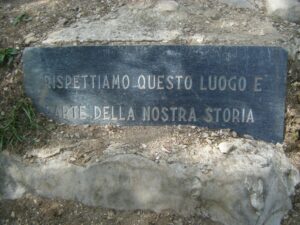 RISPETTIAMO QUESTO LUOGO E
ARTE DELLA NOSTRA STORIA